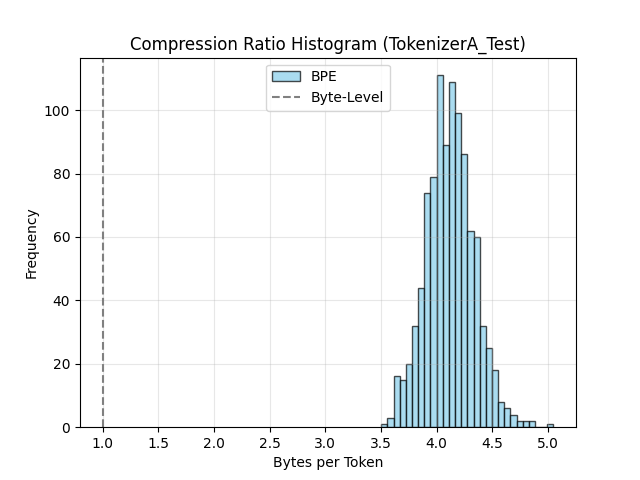 Compression Ratio Histogram (TokenizerA_Test)
BPE
Byte-Level
Frequency
100
80
60
40
20
0
1.0 1.5 2.0 2.5 3.0 3.5 4.0 4.5 5.0
Bytes per Token